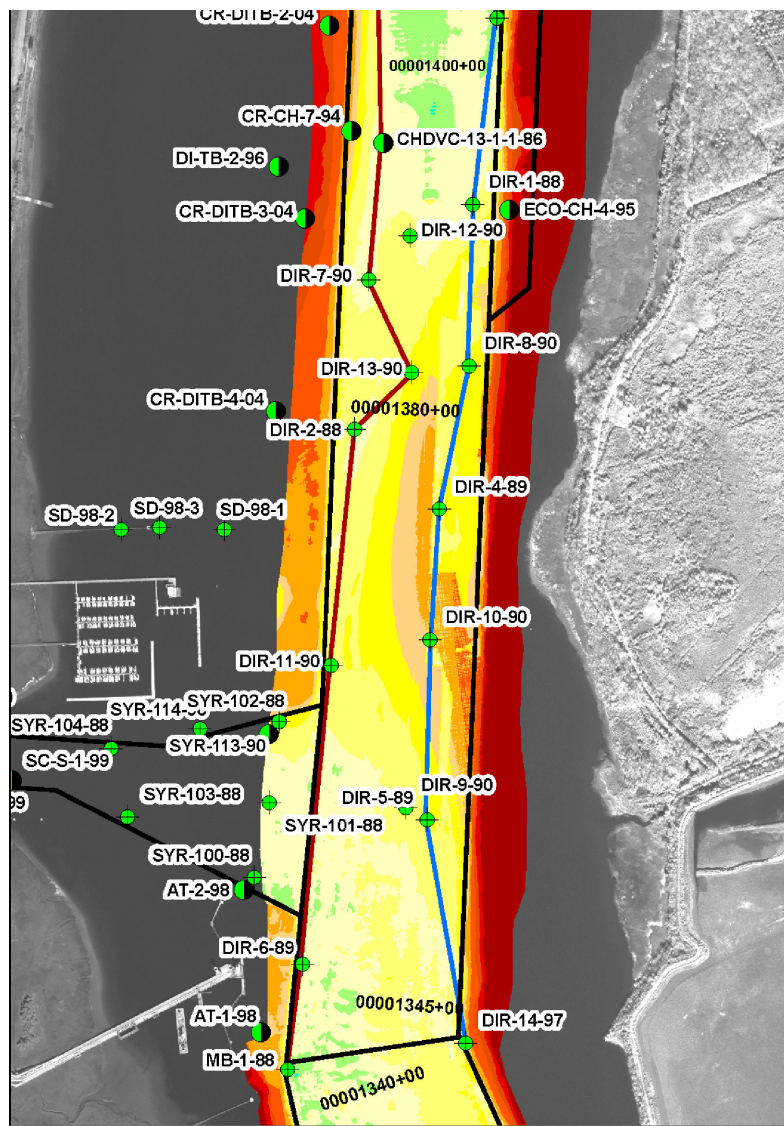 CR-DITB-2-04
00001400+00
CR-CH-7-94
CHDVC-13-1-1-86
DI-TB-2-96
DIR-1-88
CR-DITB-3-04
ECO-CH-4-95
DIR-12-90
DIR-7-90
DIR-8-90
DIR-13-90
CR-DITB-4-04
00001380+00
DIR-2-88
SD-98-2
SD-98-3
SD-98-1
DIR-4-89
DIR-10-90
DIR-11-90
SYR-102-88
SYR-104-88
SYR-113-90
SC-S-1-99
99
SYR-103-88
DIR-5-89
DIR-9-90
SYR-101-88
SYR-100-88
AT-2-98
DIR-6-89
00001345+00
AT-1-98
DIR-14-97
MB-1-88
00001340+00